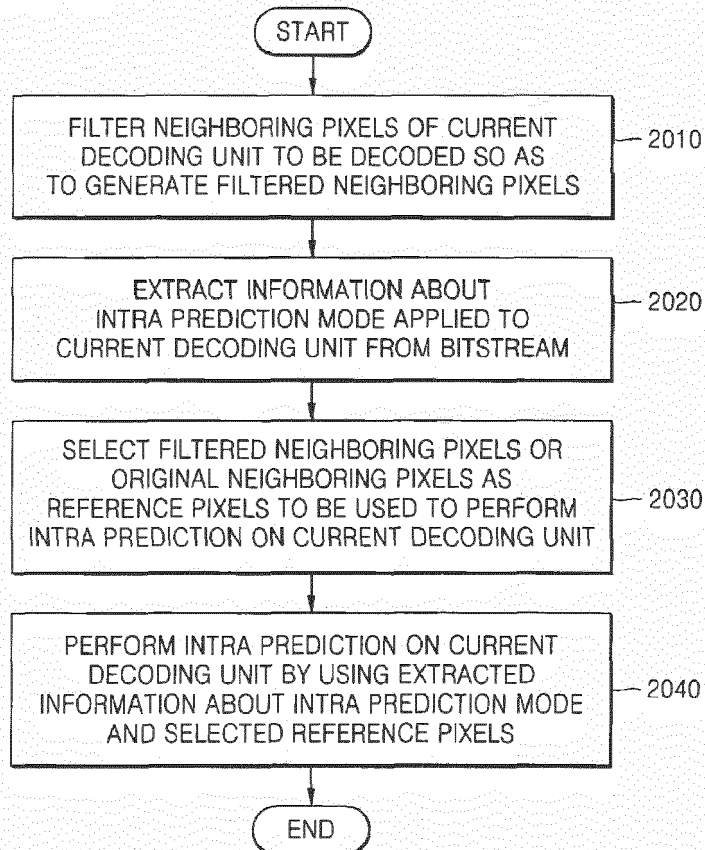 START
FILTER NEIGHBORING PIXELS OF CURRENT
DECODING UNIT TO BE DECODED SO AS
TO GENERATE FILTERED NEIGHBORING PIXELS
2010
EXTRACT INFORMATION ABOUT
INTRA PREDICTION MODE APPLIED TO
CURRENT DECODING UNIT FROM BITSTREAM
2020
SELECT FILTERED NEIGHBORING PIXELS OR
ORIGINAL NEIGHBORING PIXELS AS
REFERENCE PIXELS TO BE USED TO PERFORM
INTRA PREDICTION ON CURRENT DECODING UNIT
2030
PERFORM INTRA PREDICTION ON CURRENT
DECODING UNIT BY USING EXTRACTED
INFORMATION ABOUT INTRA PREDICTION MODE
AND SELECTED REFERENCE PIXELS
2040
END